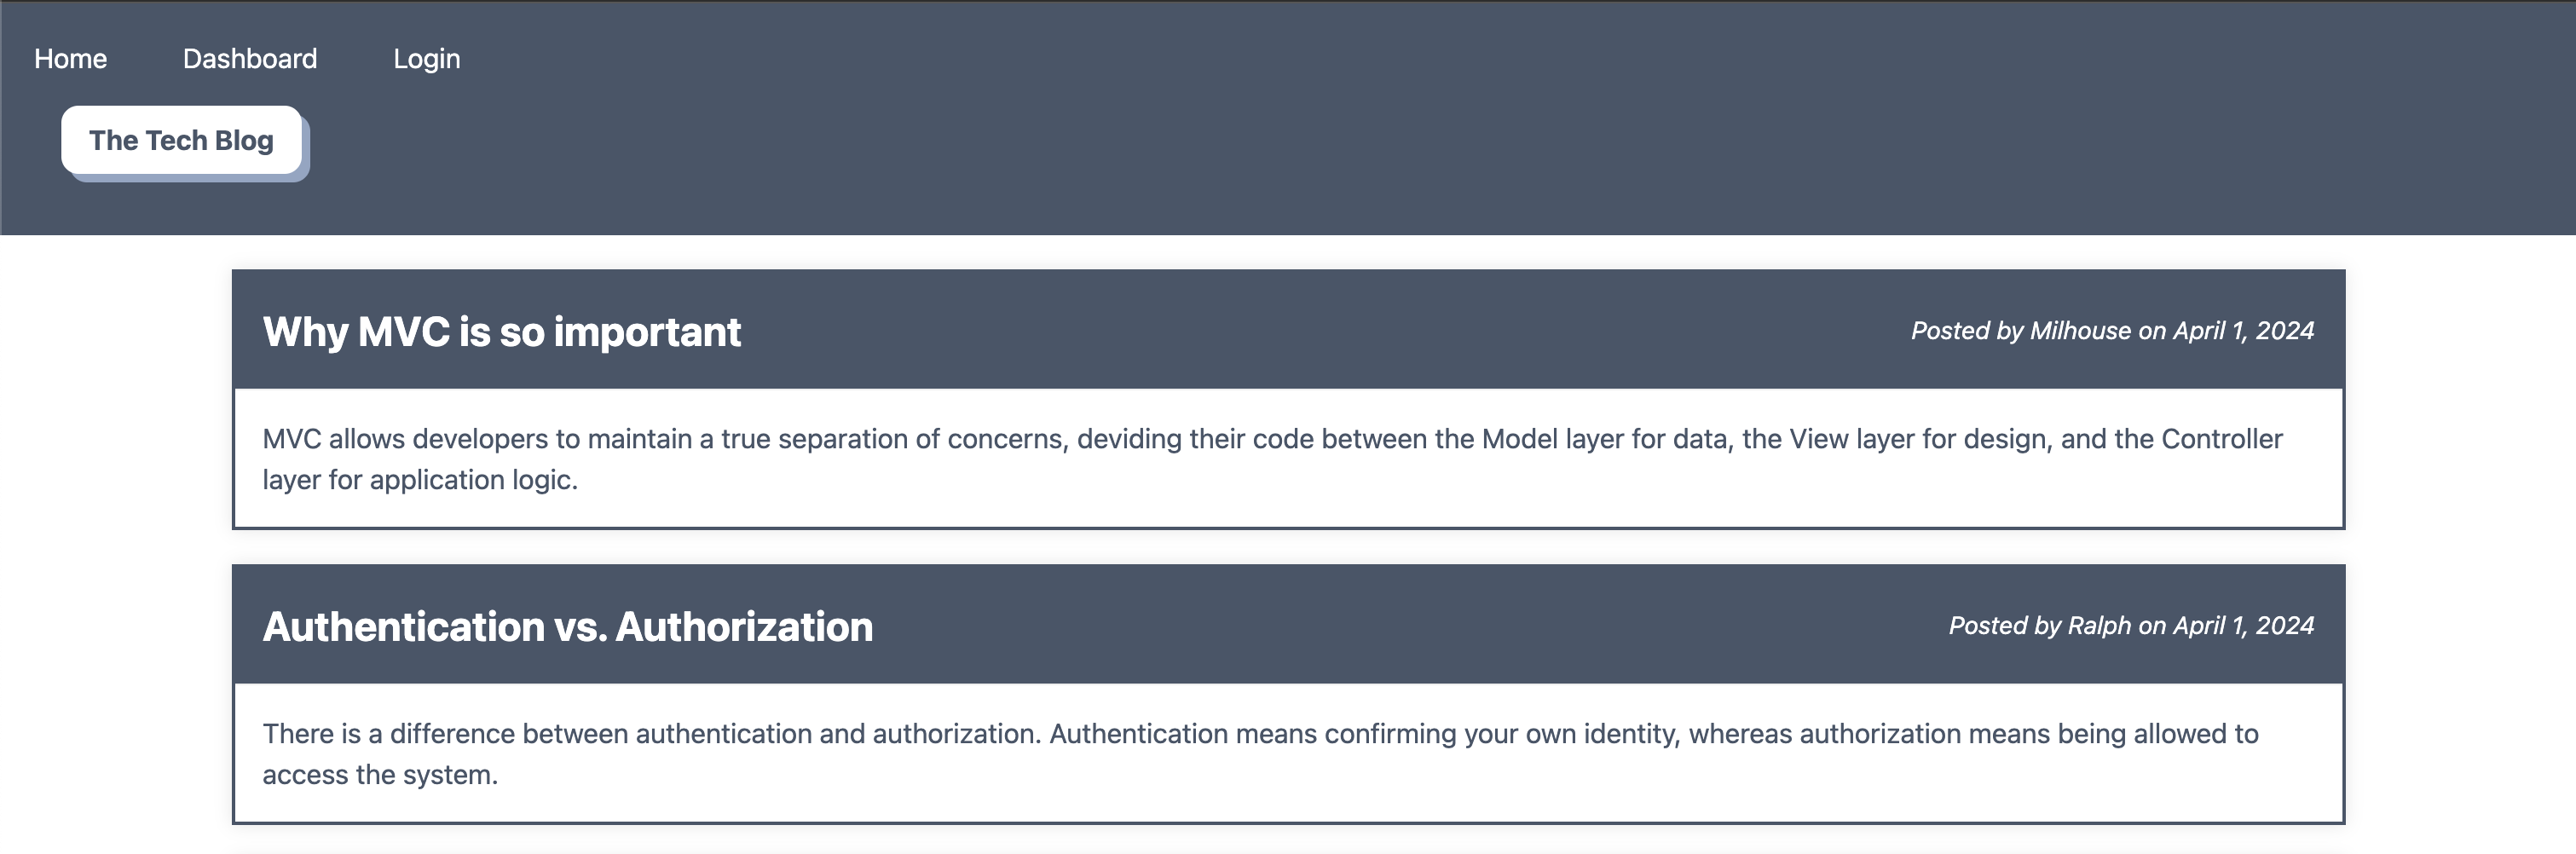 Home Dashboard Login
The Tech Blog
Why MVC is so important
Posted by Milhouse on April 1, 2024
MVC allows developers to maintain a true separation of concerns, deviding their code between the Model layer for data, the View layer for design, and the Controller
layer for application logic.
Authentication vs. Authorization
Posted by Ralph on April 1, 2024
There is a difference between authentication and authorization. Authentication means confirming your own identity, whereas authorization means being allowed to
access the system.